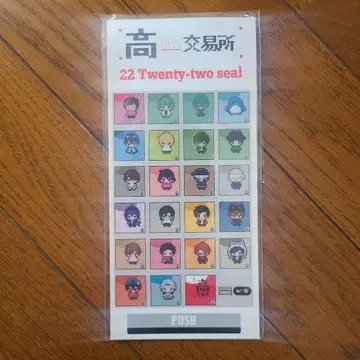 高 交易所
22 Twenty-two seal
PUSH